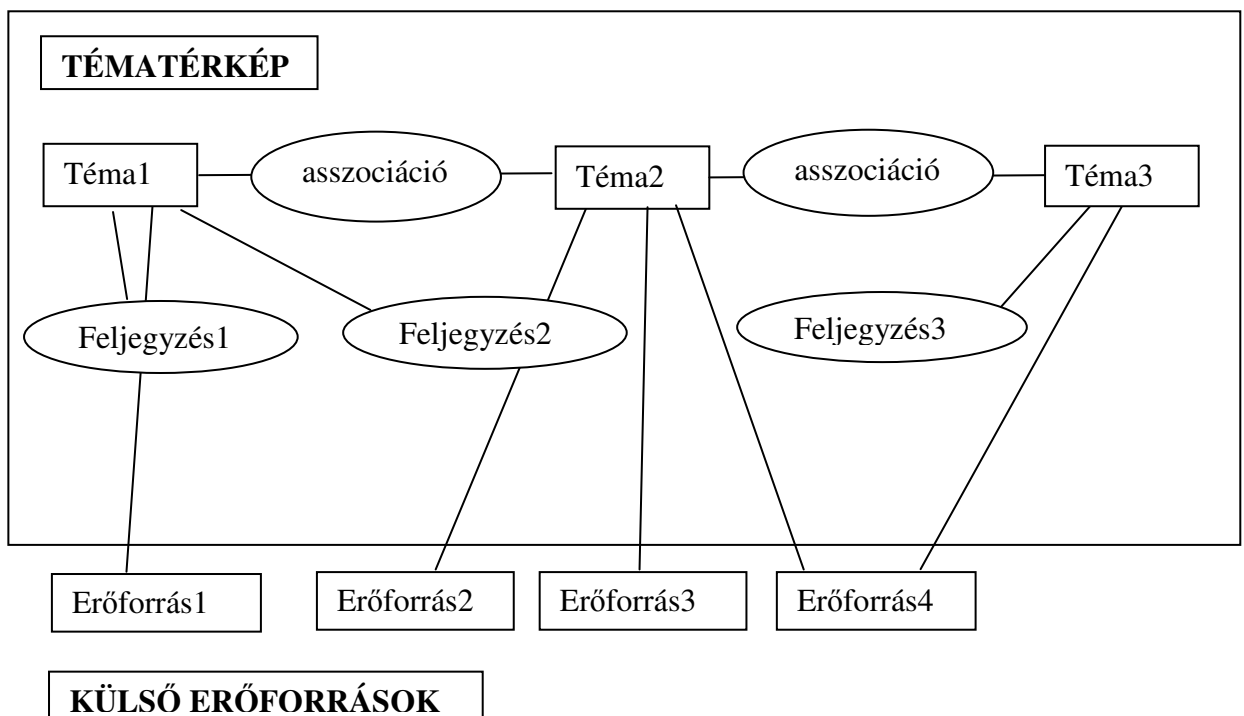 TÉMATÉRKÉP
Téma1
asszociáció
Téma2
asszociáció
Téma3
Feljegyzés1
Feljegyzés2
Feljegyzés3
Erőforrás1
Erőforrás2
Erőforrás3
Erőforrás4
KÜLSŐ ERŐFORRÁSOK